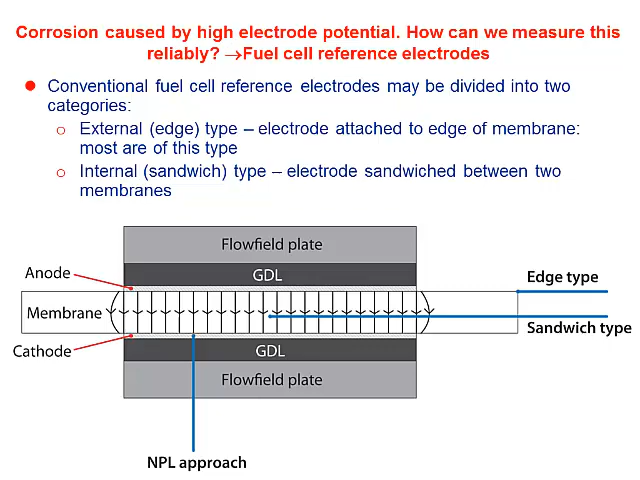 Corrosion caused by high electrode potential. How can we measure this
reliably? →Fuel cell reference electrodes
Conventional fuel cell reference electrodes may be divided into two
categories:
External (edge) type – electrode attached to edge of membrane:
most are of this type
Internal (sandwich) type – electrode sandwiched between two
membranes
Flowfield plate
Anode
GDL
Edge type
Membrane
Sandwich type
Cathode
GDL
Flowfield plate
NPL approach